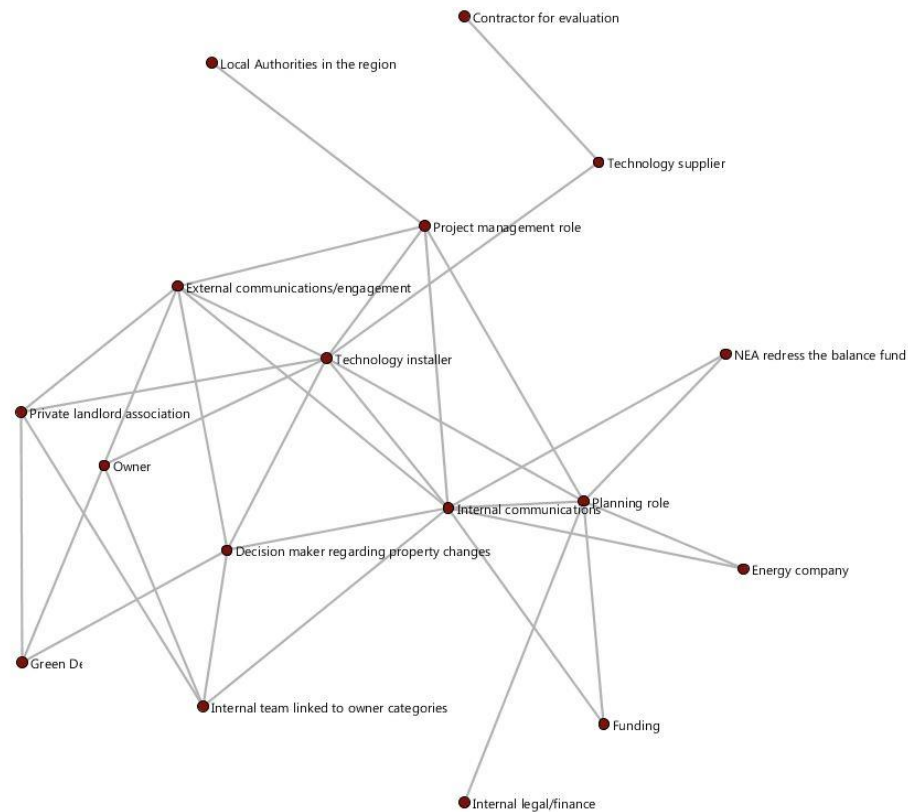 Contractor for evaluation
Local Authorities in the region
Technology supplier
Project management role
External communications/engagement
Technology installer
NEA redress the balance fund
Private landlord association
Owner
Planning role
Internal communications
Decision maker regarding property changes
Energy company
Green De
Internal team linked to owner categories
Funding
Internal legal/finance